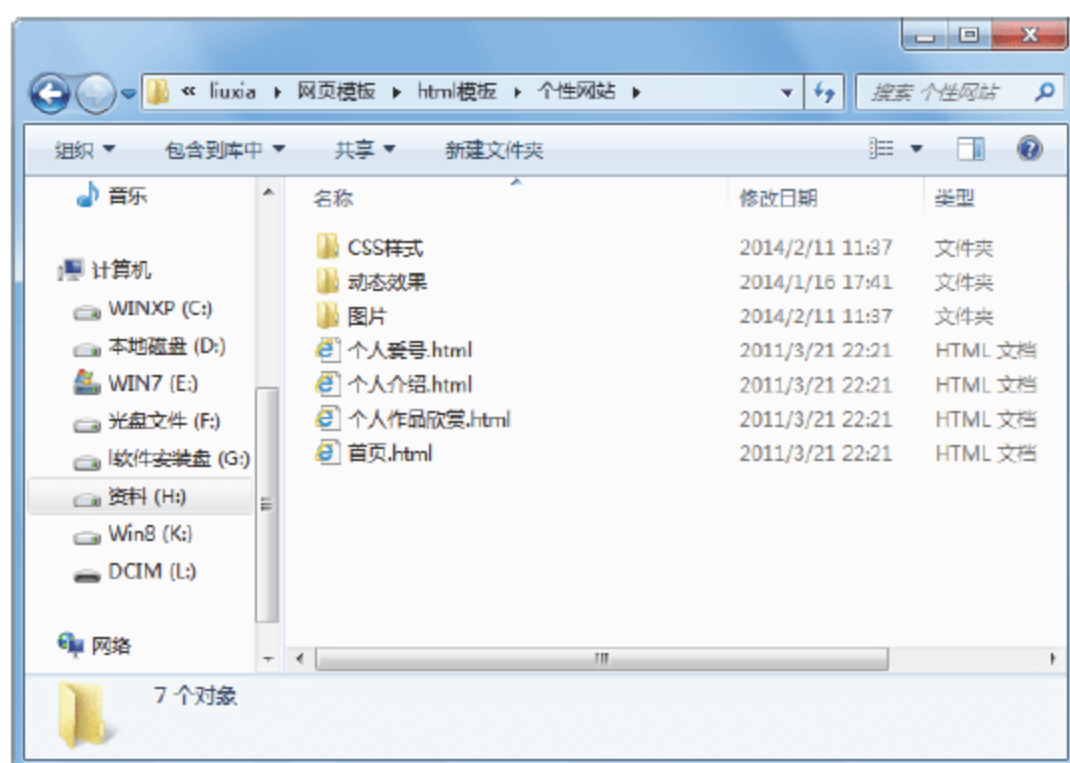 « liuxia ▸ 网页模板 ▸ html模板 ▸ 个性网站 ▸ 搜索 个性网站
组织 包含到库中 共享 新建文件夹
音乐
计算机
WINXP (C:)
本地磁盘 (D:)
WIN7 (E:)
光盘文件 (F:)
软件安装盘 (G:)
资料 (H:)
Win8 (K:)
DCIM (L:)
网络
名称 修改日期 类型
CSS样式 2014/2/11 11:37 文件夹
动态效果 2014/1/16 17:41 文件夹
图片 2014/2/11 11:37 文件夹
个人爱号.html 2011/3/21 22:21 HTML 文档
个人介绍.html 2011/3/21 22:21 HTML 文档
个人作品欣赏.html 2011/3/21 22:21 HTML 文档
首页.html 2011/3/21 22:21 HTML 文档
7 个对象